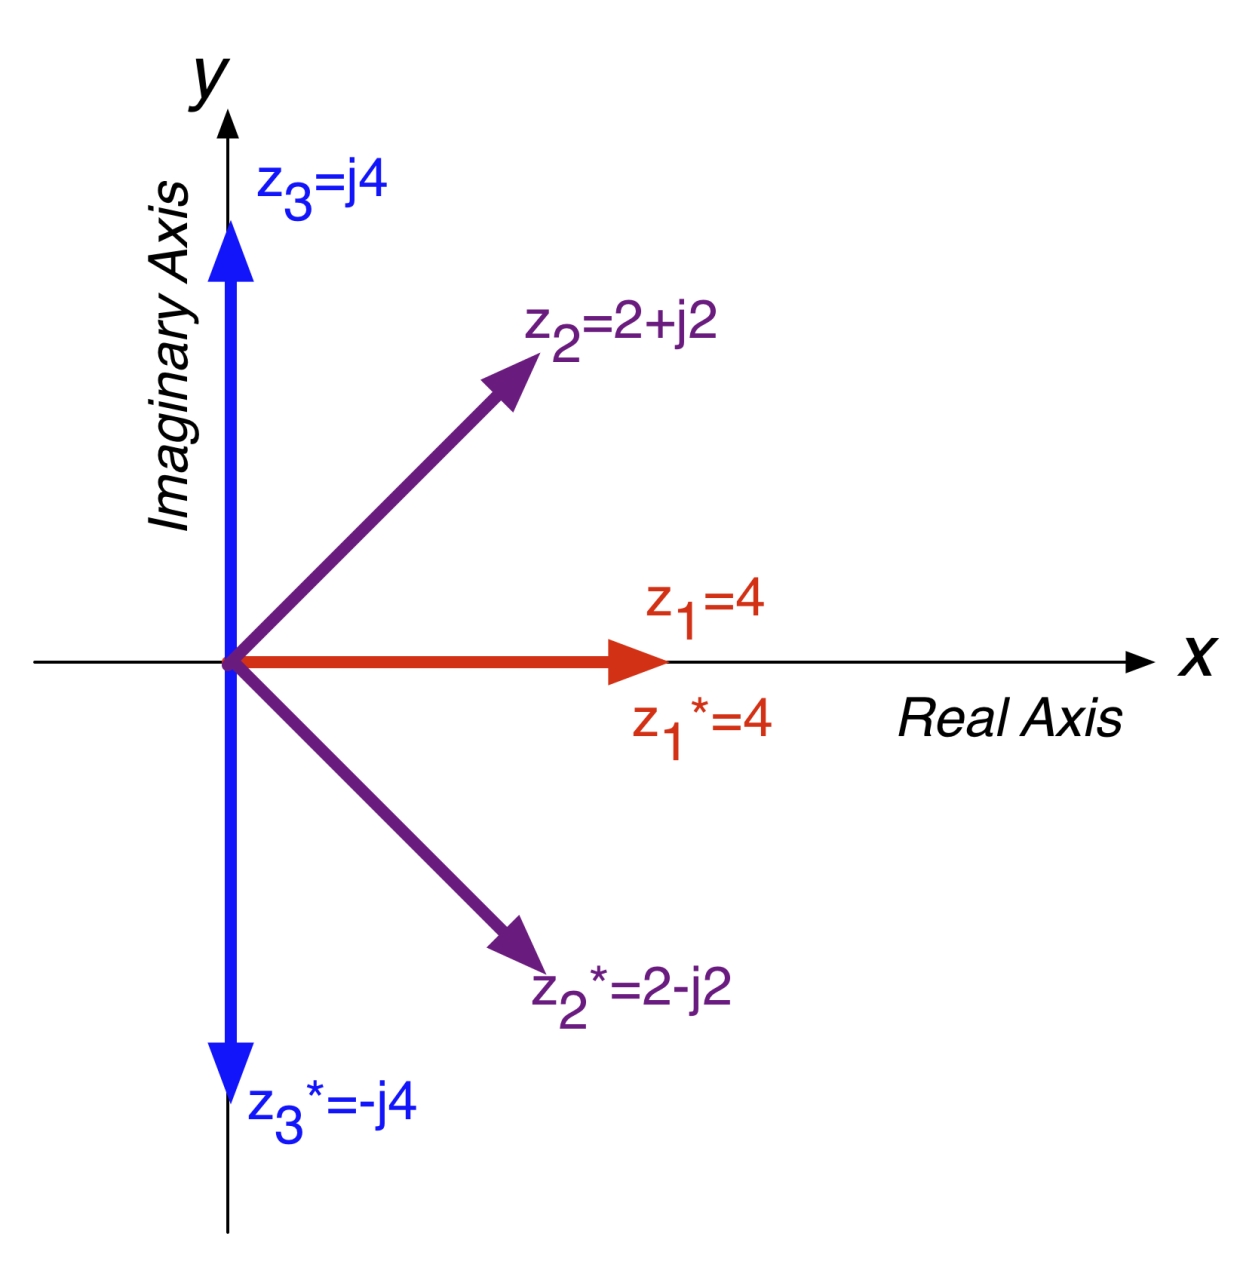 y
Imaginary Axis
z3=j4
z2=2+j2
z1=4
x
z1*=4
Real Axis
z2*=2-j2
z3*=-j4